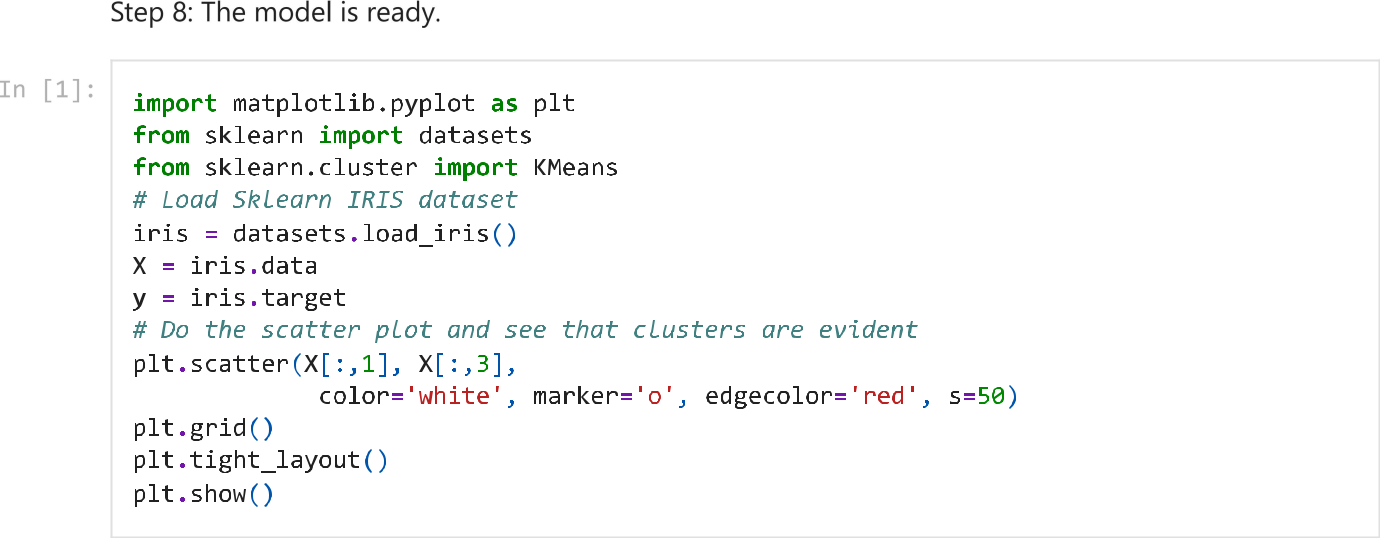 Step 8: The model is ready.
In [1]:
import matplotlib.pyplot as plt
from sklearn import datasets
from sklearn.cluster import KMeans
# Load Sklearn IRIS dataset
iris = datasets.load_iris()
X = iris.data
y = iris.target
# Do the scatter plot and see that clusters are evident
plt.scatter(X[:,1], X[:,3],
             color='white', marker='o', edgecolor='red', s=50)
plt.grid()
plt.tight_layout()
plt.show()